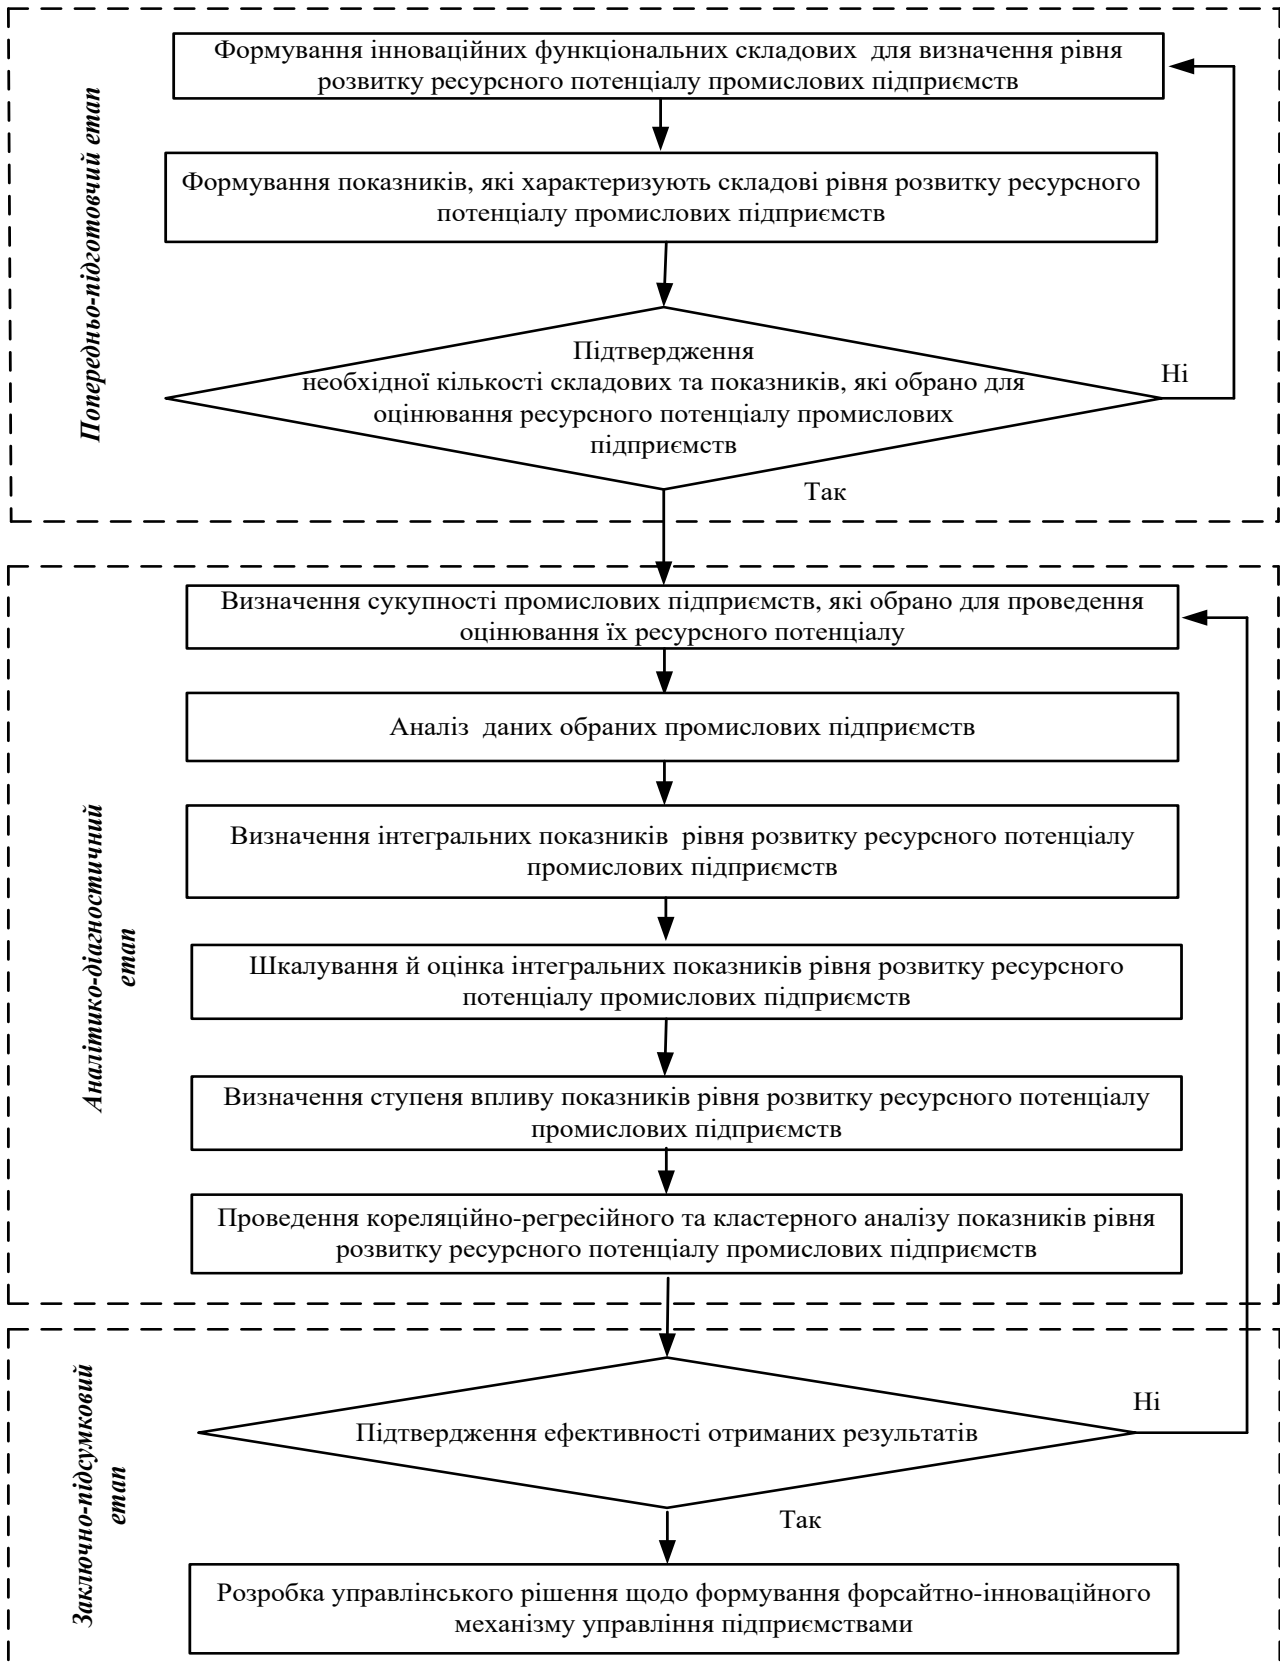 Попередньо-підготовчий етап
Формування інноваційних функціональних складових для визначення рівня
розвитку ресурсного потенціалу промислових підприємств
Формування показників, які характеризують складові рівня розвитку ресурсного
потенціалу промислових підприємств
Підтвердження
необхідної кількості складових та показників, які обрано для
оцінювання ресурсного потенціалу промислових
підприємств
Ні
Так
Аналітико-діагностичний
етап
Визначення сукупності промислових підприємств, які обрано для проведення
оцінювання їх ресурсного потенціалу
Аналіз даних обраних промислових підприємств
Визначення інтегральних показників рівня розвитку ресурсного потенціалу
промислових підприємств
Шкалування й оцінка інтегральних показників рівня розвитку ресурсного
потенціалу промислових підприємств
Визначення ступеня впливу показників рівня розвитку ресурсного потенціалу
промислових підприємств
Проведення кореляційно-регресійного та кластерного аналізу показників рівня
розвитку ресурсного потенціалу промислових підприємств
Заключно-підсумковий
етап
Підтвердження ефективності отриманих результатів
Ні
Так
Розробка управлінського рішення щодо формування форсайтно-інноваційного
механізму управління підприємствами